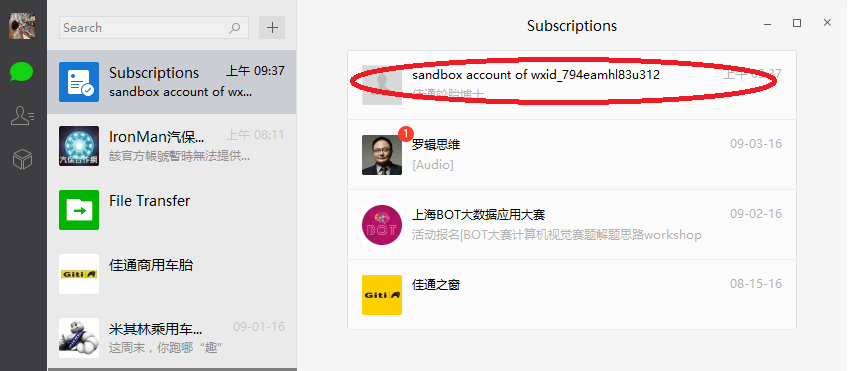 Search
Subscriptions
上午 09:37
sandbox account of wx...
IronMan汽保...
上午 08:11
該官方帳號暫時無法提供...
汽保合作網
File Transfer
佳通商用车胎
Giti
米其林乘用车...
09-01-16
这周末，你跑哪“趣”
Subscriptions
sandbox account of wxid_794eamhl83u312
上午 09:37
佳通轮胎博士
1
罗辑思维
09-03-16
[Audio]
BOT
上海BOT大数据应用大赛
09-02-16
活动报名|BOT大赛计算机视觉赛题解题思路workshop
Giti
佳通之窗
08-15-16